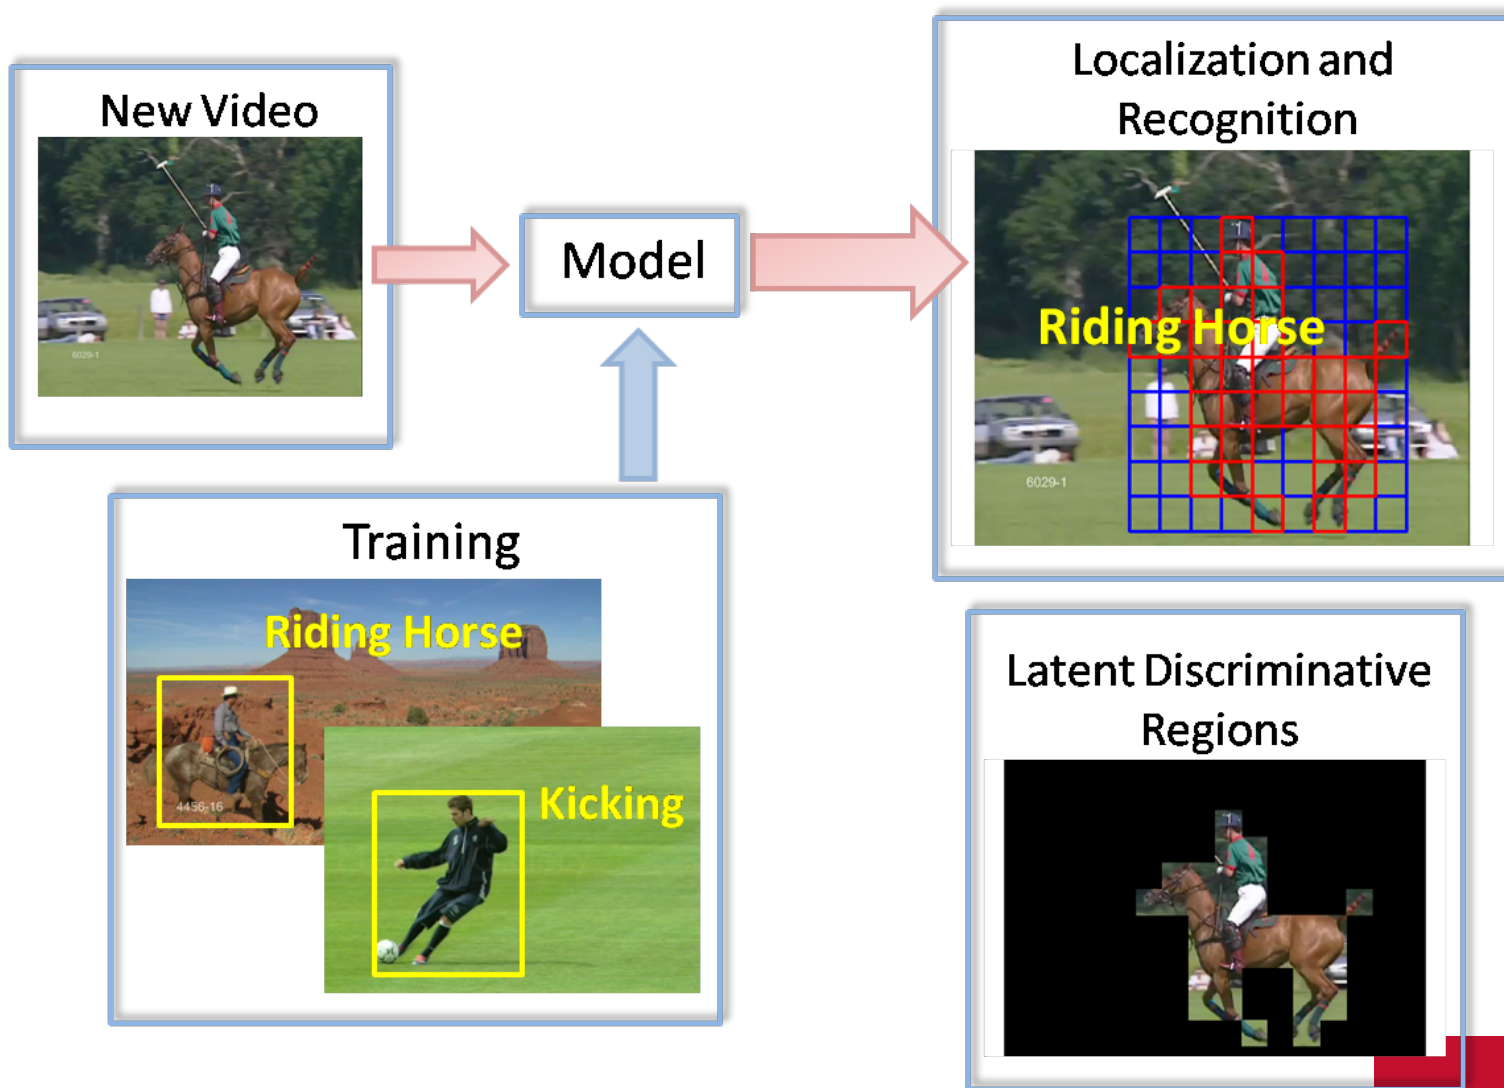 New Video
6029-1
Model
Localization and
Recognition
Riding Horse
6029-1
Training
Riding Horse
4456-16
Kicking
Latent Discriminative
Regions